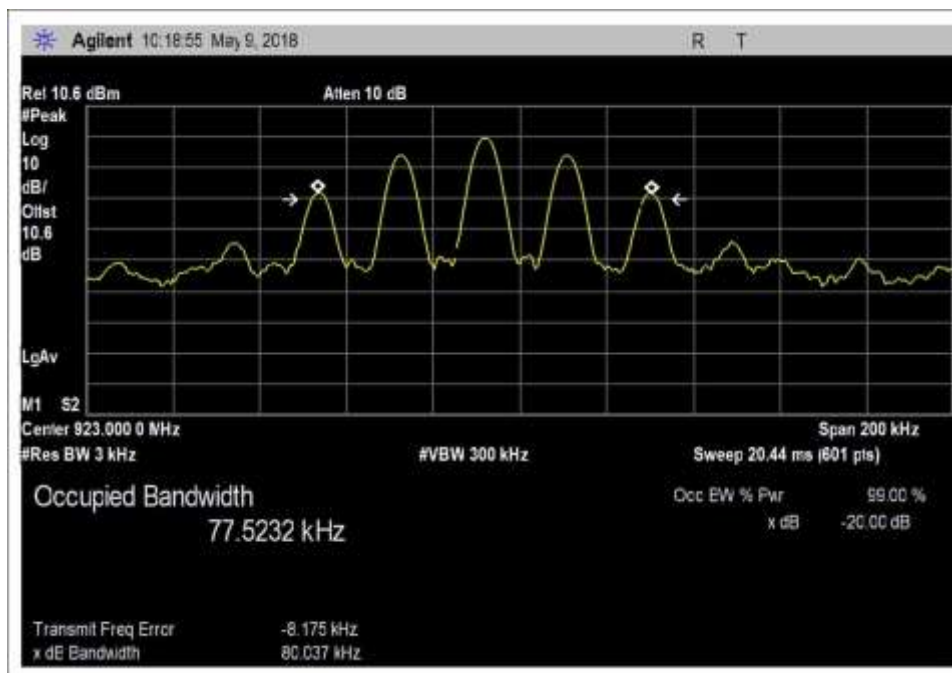 Agilent 10:18:55 May 9, 2018 R T
Ref 10.6 dBm Atten 10 dB
#Peak
Log
10
dB/
Offst
10.6
dB
LgAv
M1 S2
Center 923.000 0 MHz Span 200 kHz
#Res BW 3 kHz #VBW 300 kHz Sweep 20.44 ms (601 pts)
Occupied Bandwidth
77.5232 kHz
Occ BW % Pwr 99.00 %
x dB -20.00 dB
Transmit Freq Error -8.175 kHz
x dB Bandwidth 80.037 kHz